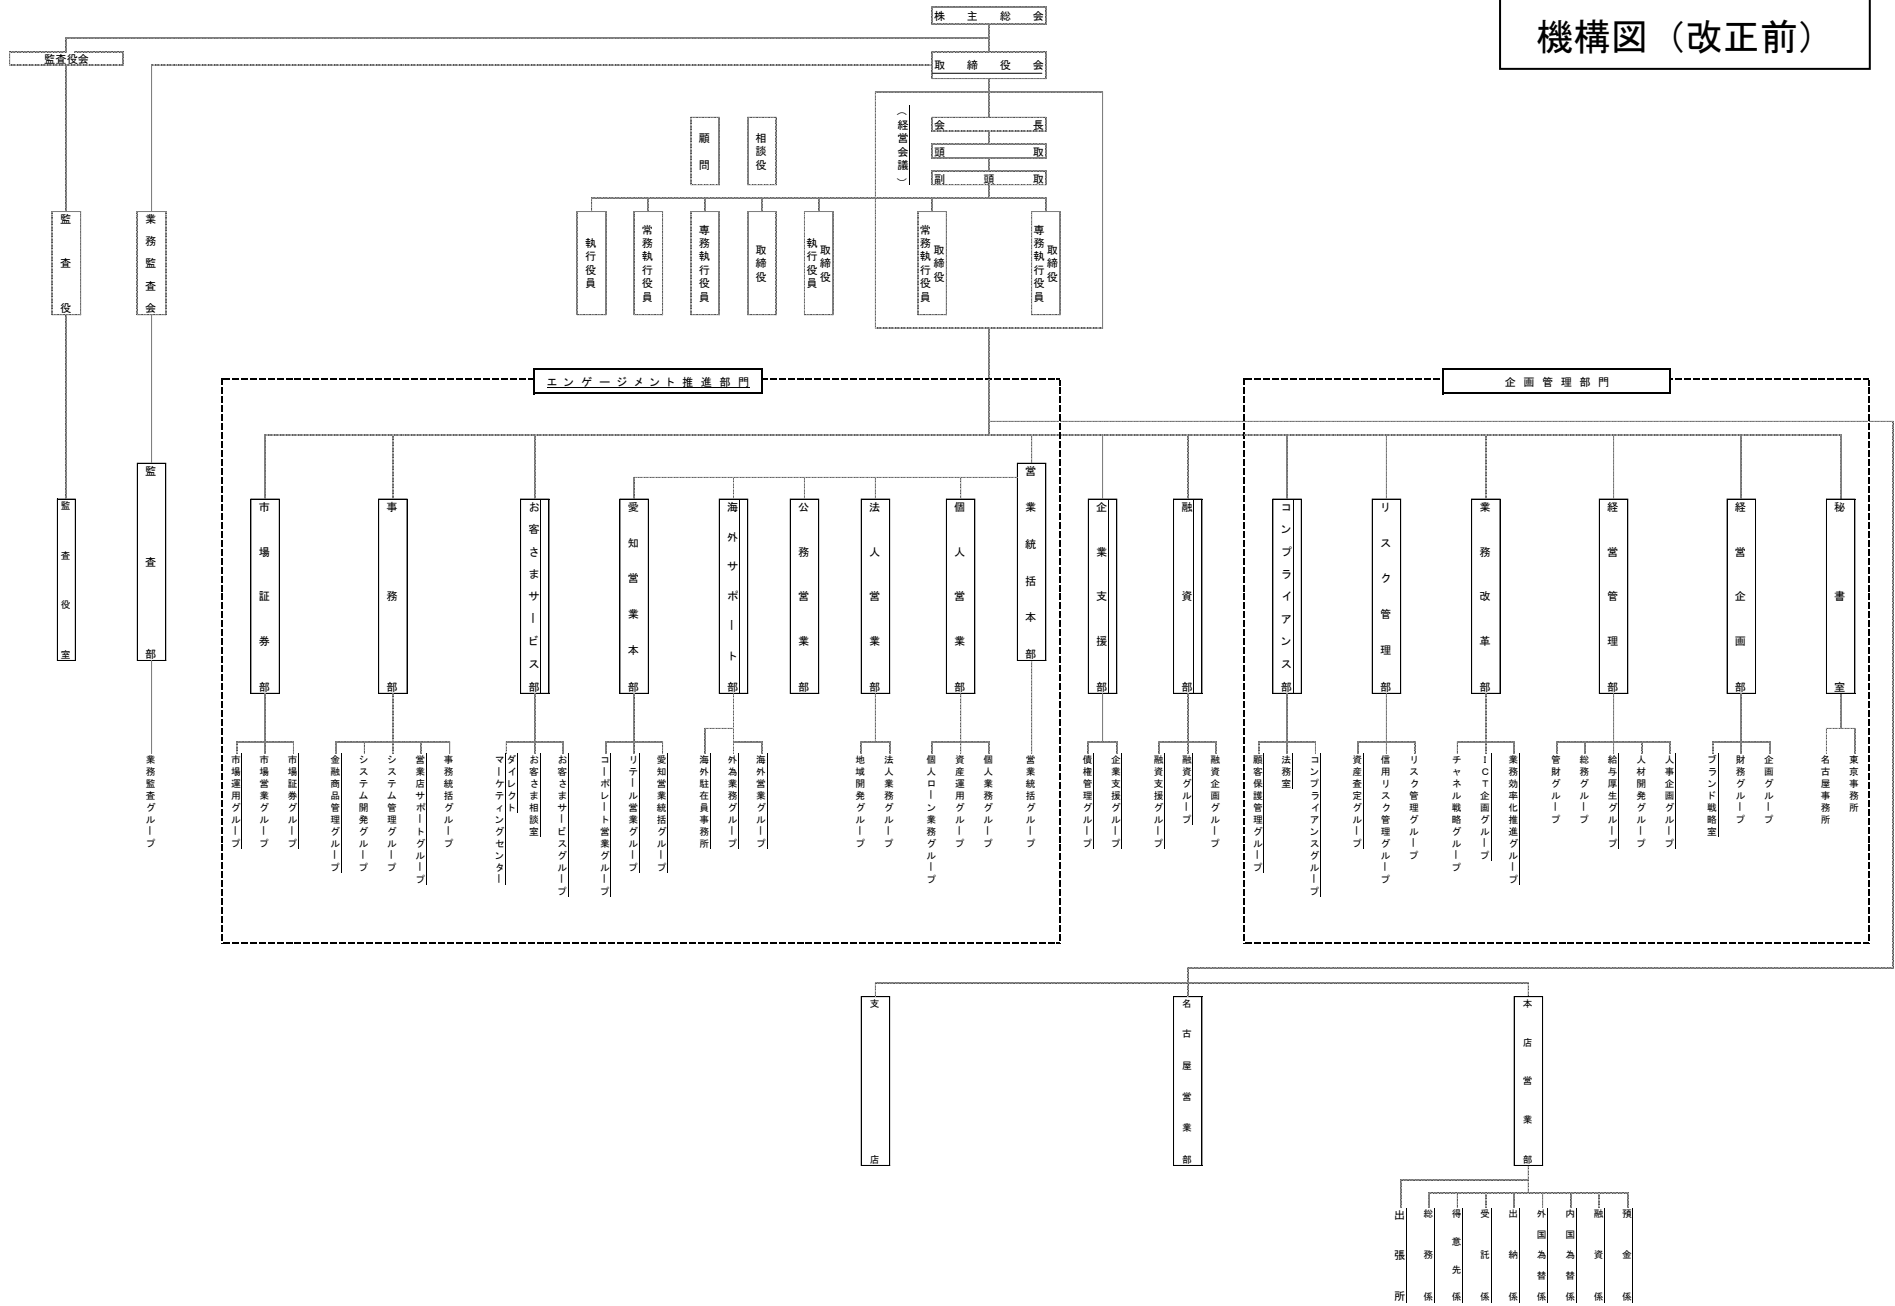 機構図（改正前）
株主総会
監査役会
取締役会
（経営会議）
会長
頭取
副頭取
顧問
相談役
執行役員
常務執行役員
専務執行役員
取締役
取締役
執行役員
取締役
常務執行役員
取締役
専務執行役員
監査役
業務監査会
エンゲージメント推進部門
企画管理部門
監査役室
監査部
市場証券部
事務部
お客さまサービス部
愛知営業本部
海外サポート部
公務営業部
法人営業部
個人営業部
営業統括本部
企業支援部
融資部
コンプライアンス部
リスク管理部
業務改革部
経営管理部
経営企画部
秘書室
業務監査グループ
市場運用グループ
市場営業グループ
市場証券グループ
金融商品管理グループ
システム開発グループ
システム管理グループ
営業店サポートグループ
事務統括グループ
ダイレクト
マーケティングセンター
お客さま相談室
お客さまサービスグループ
コーポレート営業グループ
リテール営業グループ
愛知営業統括グループ
海外駐在員事務所
外為業務グループ
海外営業グループ
地域開発グループ
法人業務グループ
個人ローン業務グループ
資産運用グループ
個人業務グループ
営業統括グループ
債権管理グループ
企業支援グループ
融資支援グループ
融資グループ
融資企画グループ
顧客保護管理グループ
法務室
コンプライアンスグループ
資産査定グループ
信用リスク管理グループ
リスク管理グループ
チャネル戦略グループ
ＩＣＴ企画グループ
業務効率化推進グループ
管財グループ
総務グループ
給与厚生グループ
人材開発グループ
人事企画グループ
ブランド戦略室
財務グループ
企画グループ
名古屋事務所
東京事務所
支店
名古屋営業部
本店営業部
出張所
総務係
得意先係
受託係
出納係
外国為替係
内国為替係
融資係
預金係